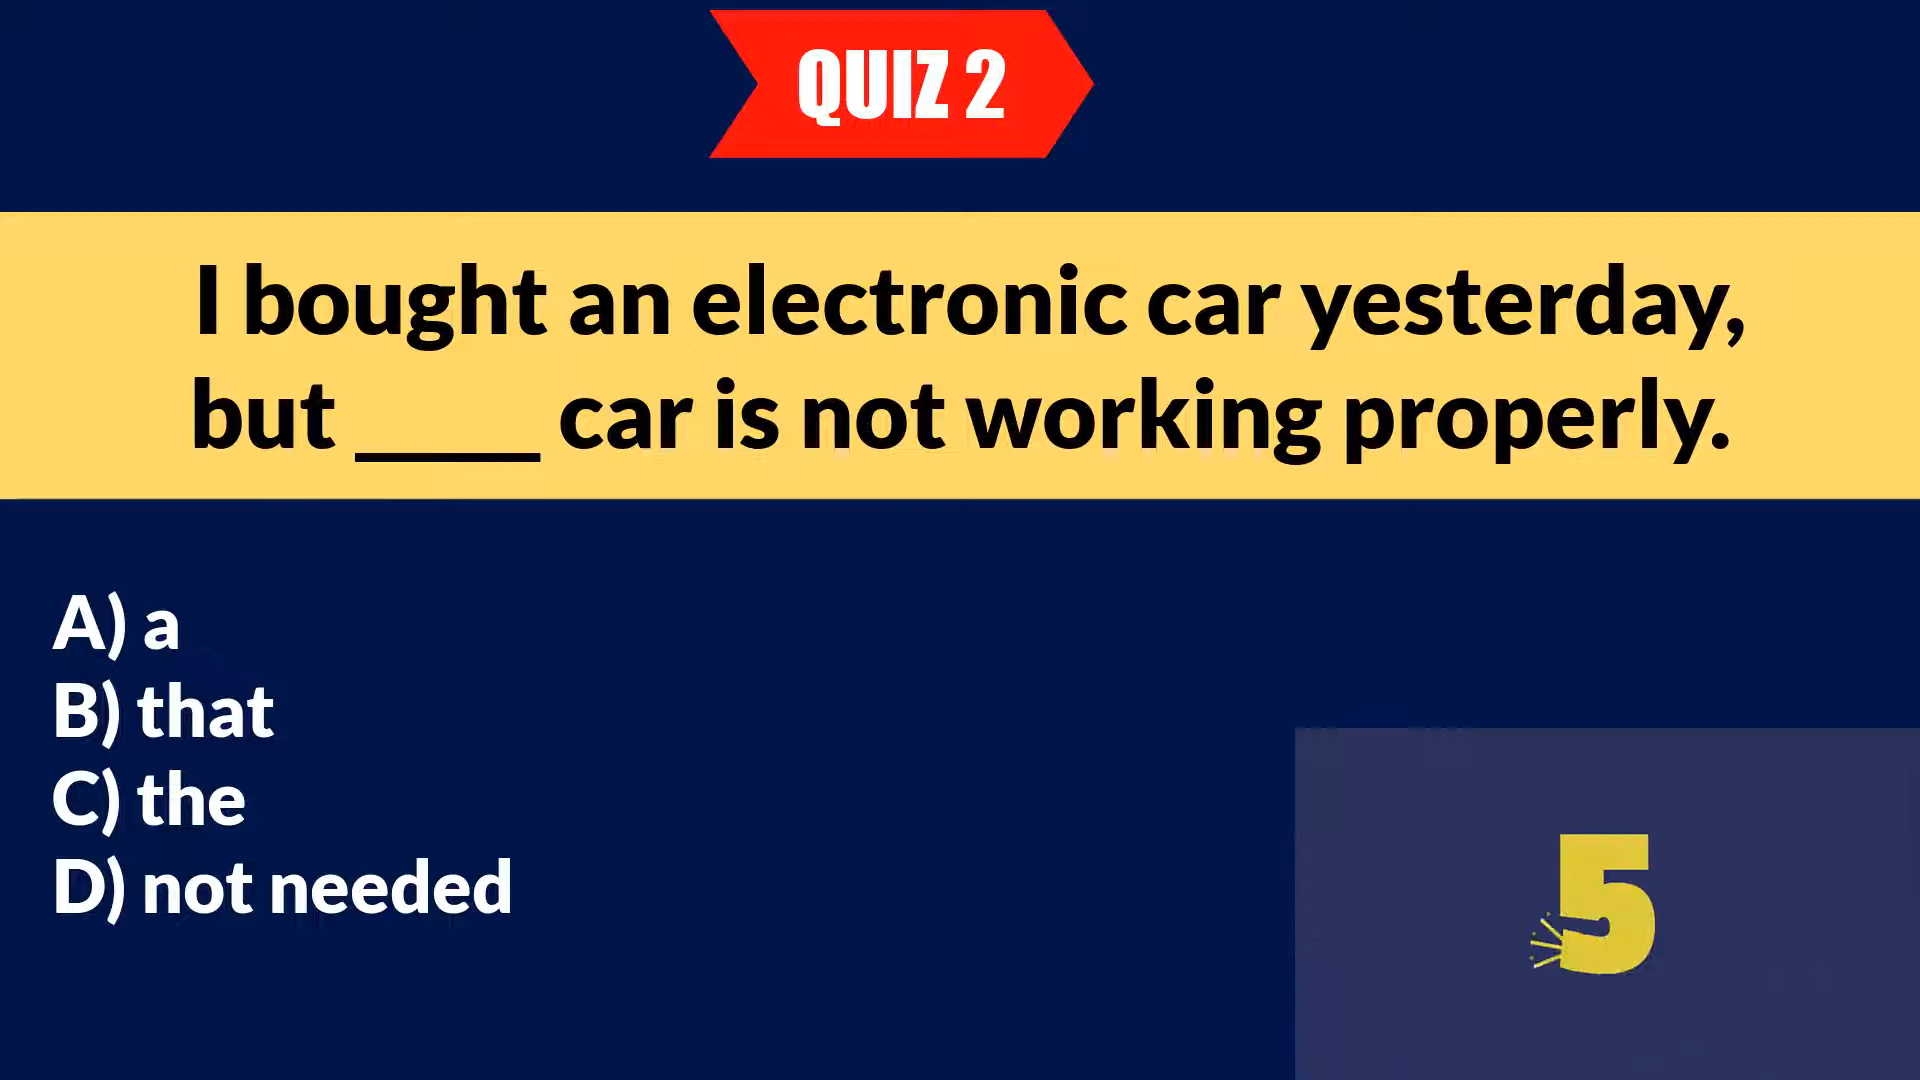 QUIZ 2
I bought an electronic car yesterday,
but ____ car is not working properly.
A) a
B) that
C) the
D) not needed
5